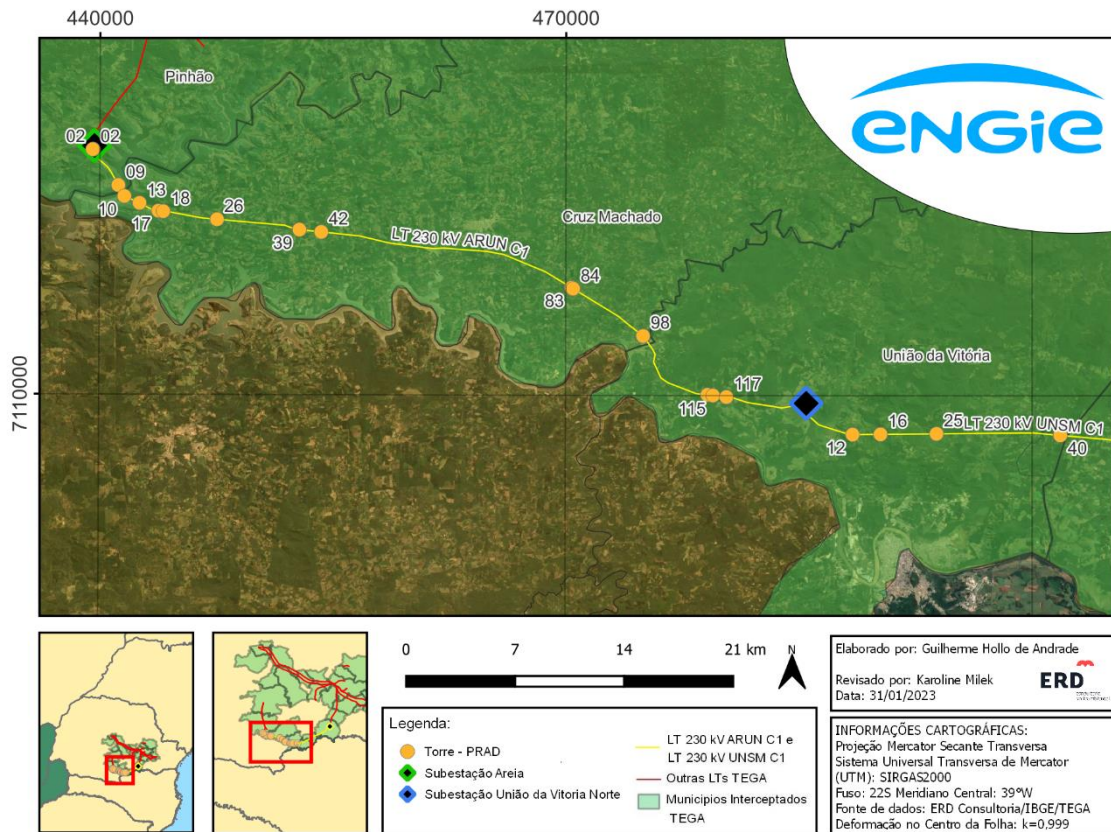 440000
470000
7110000
Pinhão
ENGIE
02
02
09
10
13
17
18
26
39
42
LT 230 kV ARUN C1
Cruz Machado
84
83
98
União da Vitória
115
117
12
16
25
LT 230 kV UNSM C1
40
0
7
14
21 km
N
Legenda:
Torre - PRAD
Subestação Areia
Subestação União da Vitoria Norte
LT 230 kV ARUN C1 e
LT 230 kV UNSM C1
Outras LTs TEGA
Municipios Interceptados
TEGA
Elaborado por: Guilherme Hollo de Andrade
Revisado por: Karoline Milek
Data: 31/01/2023
ERD
INFORMAÇÕES CARTOGRÁFICAS:
Projeção Mercator Secante Transversa
Sistema Universal Transversa de Mercator
(UTM): SIRGAS2000
Fuso: 22S Meridiano Central: 39°W
Fonte de dados: ERD Consultoria/IBGE/TEGA
Deformação no Centro da Folha: k=0,999